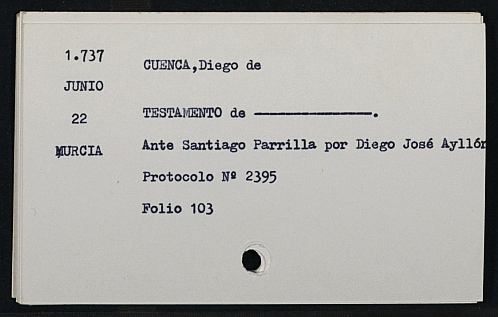 1.737
CUENCA,Diego de
JUNIO
22
TESTAMENTO de ——————————.
MURCIA
Ante Santiago Parrilla por Diego José Ayllón
Protocolo Nº 2395
Folio 103